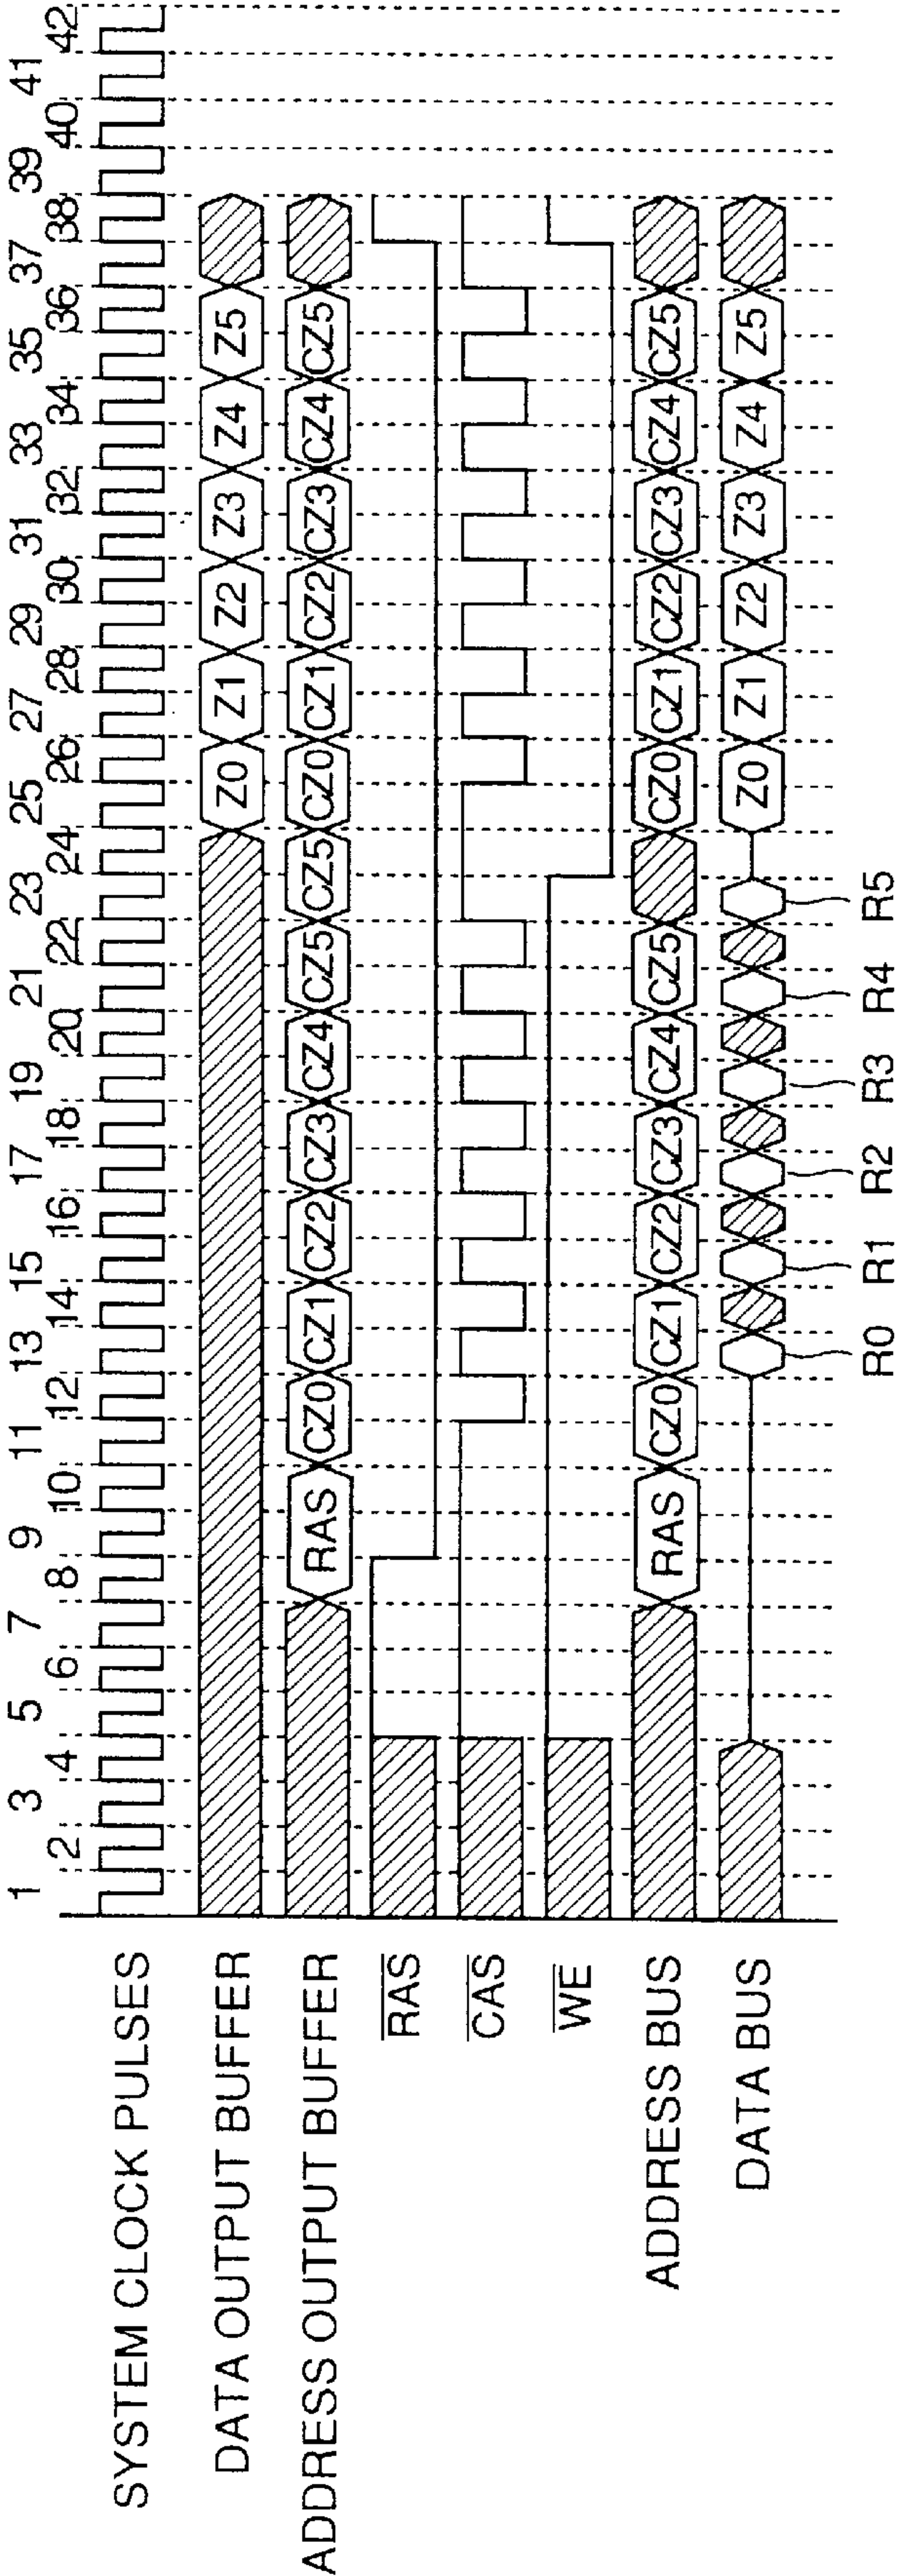 1 2 3 4 5 6 7 8 9 10 11 12 13 14 15 16 17 18 19 20 21 22 23 24 25 26 27 28 29 30 31 32 33 34 35 36 37 38 39 40 41 42
SYSTEM CLOCK PULSES
DATA OUTPUT BUFFER Z0 Z1 Z2 Z3 Z4 Z5
ADDRESS OUTPUT BUFFER RAS CZ0 CZ1 CZ2 CZ3 CZ4 CZ5 CZ5 CZ0 CZ1 CZ2 CZ3 CZ4 CZ5
RAS
CAS
WE
ADDRESS BUS RAS CZ0 CZ1 CZ2 CZ3 CZ4 CZ5 CZ0 CZ1 CZ2 CZ3 CZ4 CZ5
DATA BUS Z0 Z1 Z2 Z3 Z4 Z5
R0 R1 R2 R3 R4 R5